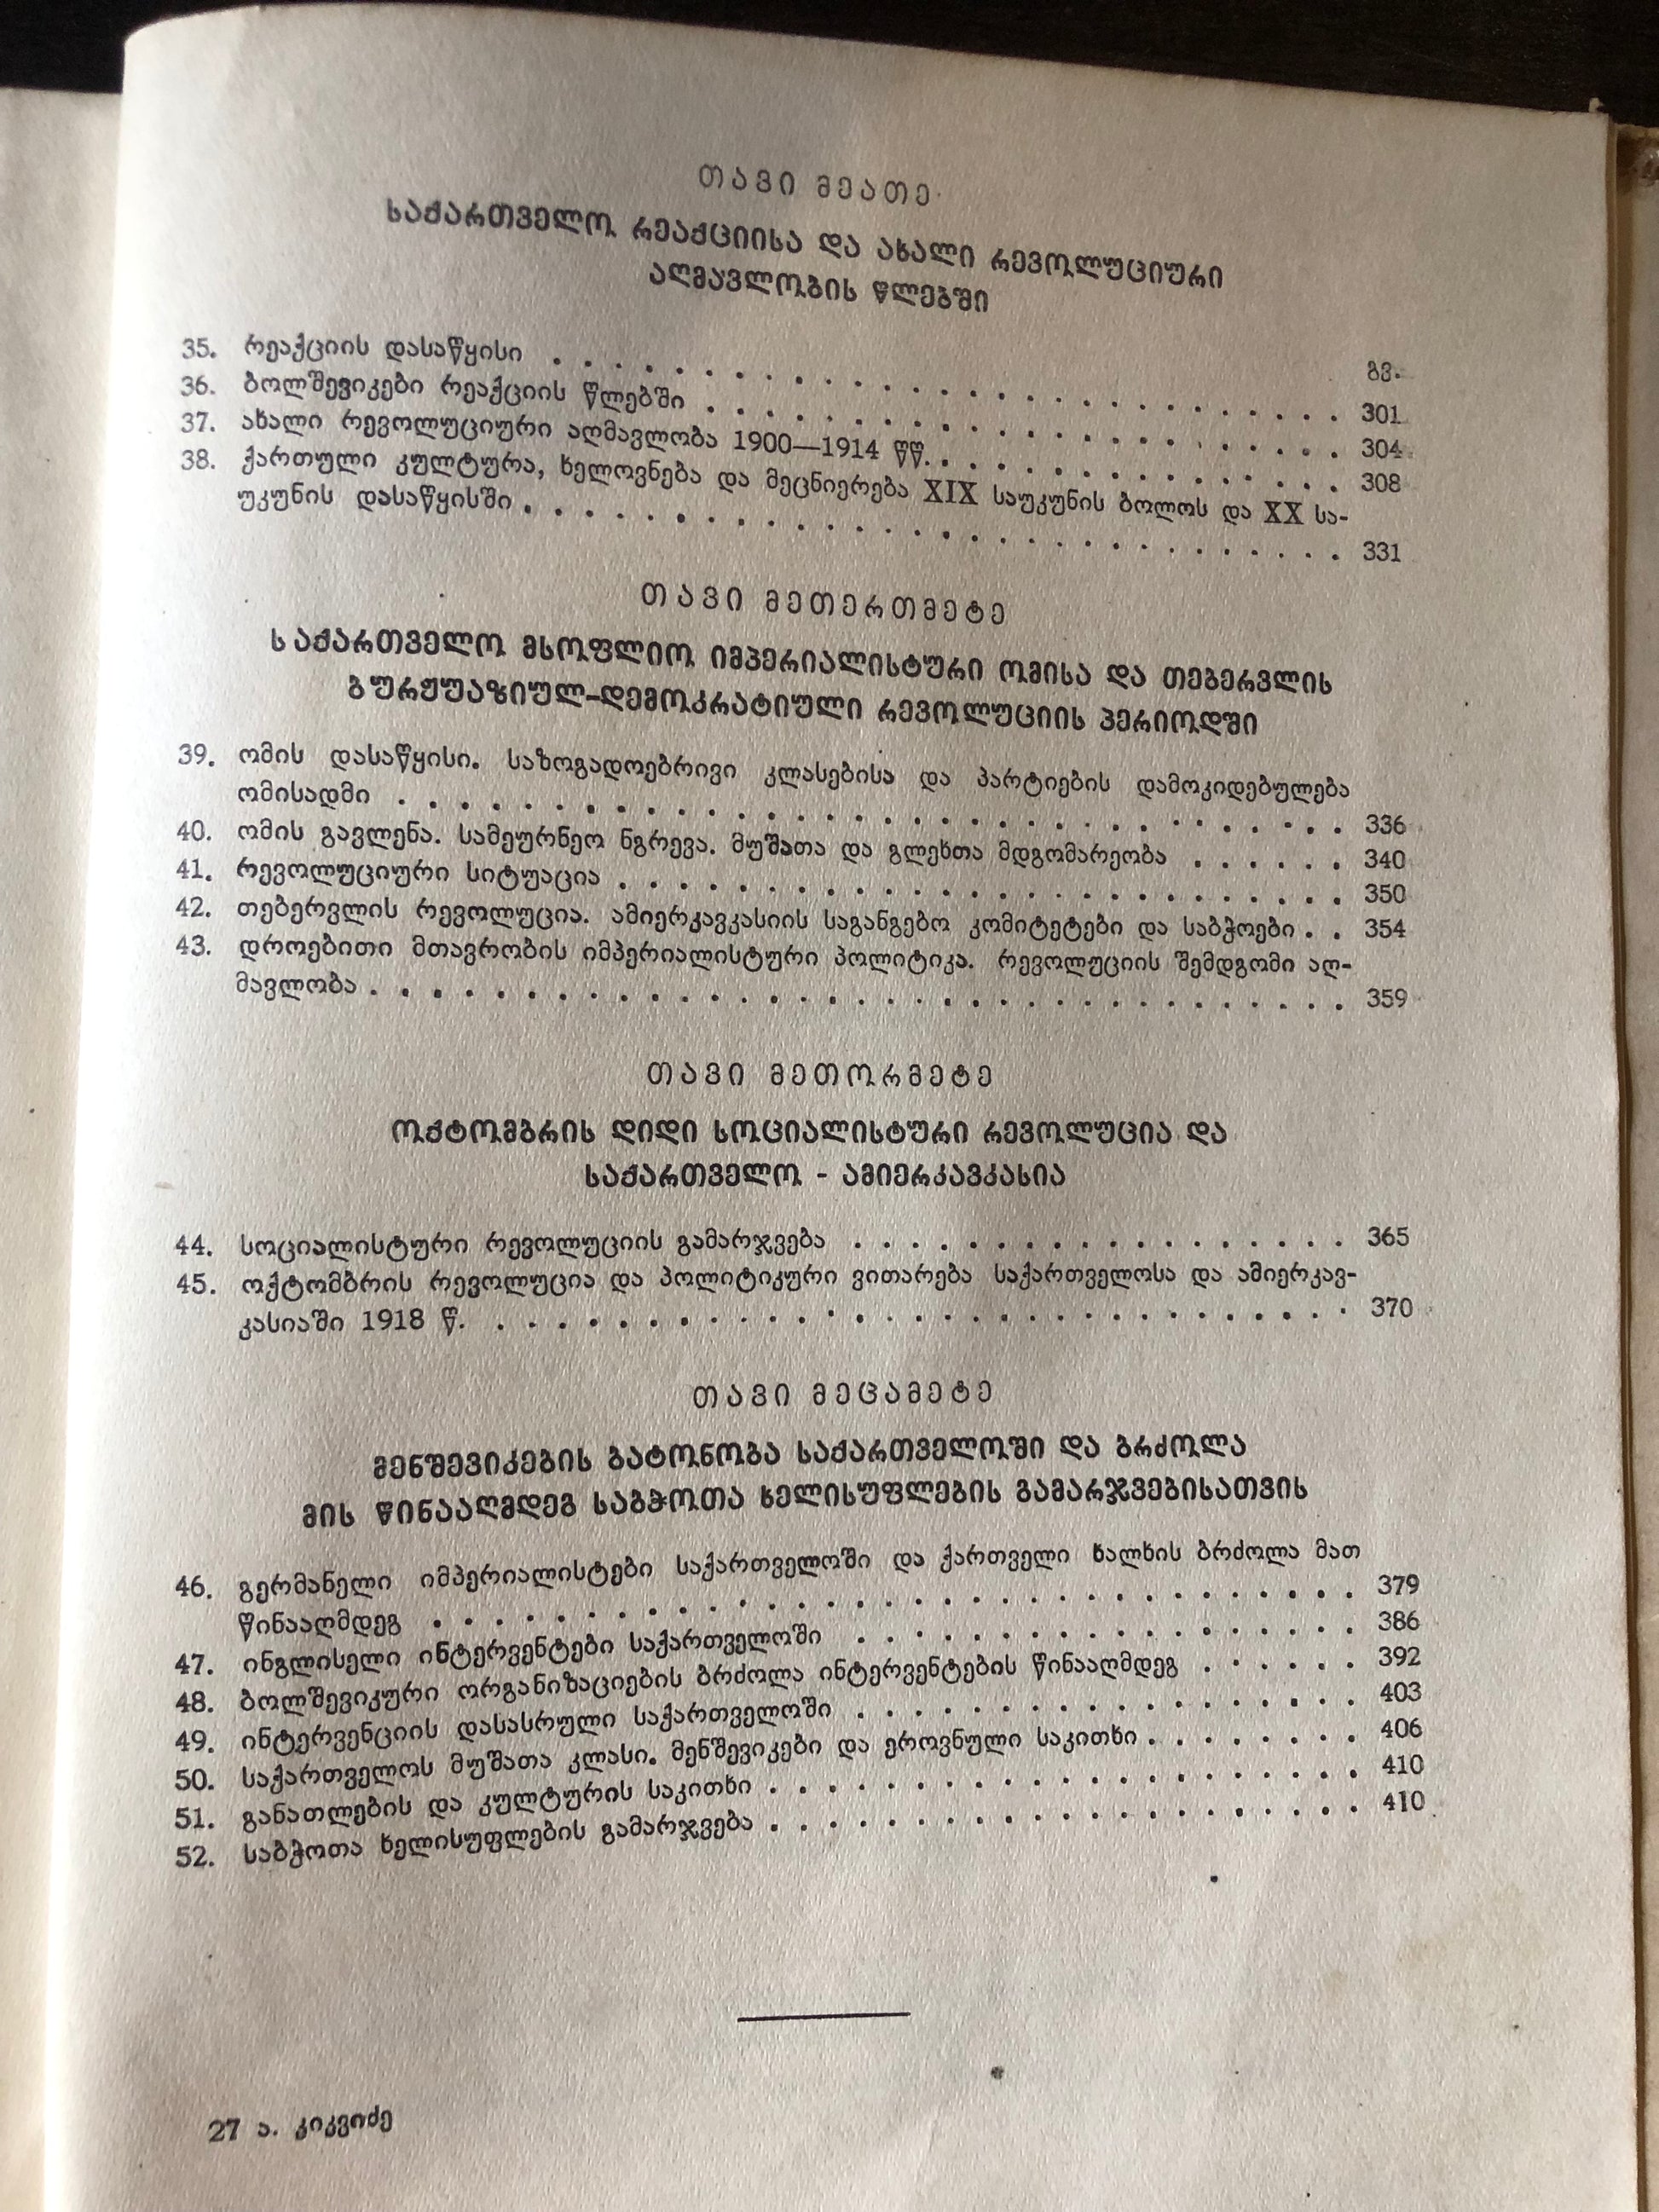 თავი მეათე
საქართველო რეაქციისა და ახალი რევოლუციური
აღმავლობის წლებში
გვ.
35. რეაქციის დასაწყისი . . . . . . . . . . . . . . . . . . . . . . . . . . 301
36. ბოლშევიკები რეაქციის წლებში . . . . . . . . . . . . . . . . . . . . . 304
37. ახალი რევოლუციური აღმავლობა 1900—1914 წწ. . . . . . . . . . . . . . . 308
38. ქართული კულტურა, ხელოვნება და მეცნიერება XIX საუკუნის ბოლოს და XX სა-
უკუნის დასაწყისში . . . . . . . . . . . . . . . . . . . . . . . . . . . 331
თავი მეთერთმეტე
საქართველო მსოფლიო იმპერიალისტური ომისა და თებერვლის
ბურჟუაზიულ-დემოკრატიული რევოლუციის პერიოდში
39. ომის დასაწყისი. საზოგადოებრივი კლასებისა და პარტიების დამოკიდებულება
ომისადმი . . . . . . . . . . . . . . . . . . . . . . . . . . . . . . . 336
40. ომის გავლენა. სამეურნეო ნგრევა. მუშათა და გლეხთა მდგომარეობა . . . . . . 340
41. რევოლუციური სიტუაცია . . . . . . . . . . . . . . . . . . . . . . . . 350
42. თებერვლის რევოლუცია. ამიერკავკასიის საგანგებო კომიტეტები და საბჭოები . . 354
43. დროებითი მთავრობის იმპერიალისტური პოლიტიკა. რევოლუციის შემდგომი აღ-
მავლობა . . . . . . . . . . . . . . . . . . . . . . . . . . . . . . . . 359
თავი მეთორმეტე
ოქტომბრის დიდი სოციალისტური რევოლუცია და
საქართველო - ამიერკავკასია
44. სოციალისტური რევოლუციის გამარჯვება . . . . . . . . . . . . . . . . . 365
45. ოქტომბრის რევოლუცია და პოლიტიკური ვითარება საქართველოსა და ამიერკავ-
კასიაში 1918 წ. . . . . . . . . . . . . . . . . . . . . . . . . . . . . 370
თავი მეცამეტე
მენშევიკების ბატონობა საქართველოში და ბრძოლა
მის წინააღმდეგ საბჭოთა ხელისუფლების გამარჯვებისათვის
46. გერმანელი იმპერიალისტები საქართველოში და ქართველი ხალხის ბრძოლა მათ
წინააღმდეგ . . . . . . . . . . . . . . . . . . . . . . . . . . . . . . 379
47. ინგლისელი ინტერვენტები საქართველოში . . . . . . . . . . . . . . . . . 386
48. ბოლშევიკური ორგანიზაციების ბრძოლა ინტერვენტების წინააღმდეგ . . . . . . 392
49. ინტერვენციის დასასრული საქართველოში . . . . . . . . . . . . . . . . . 403
50. საქართველოს მუშათა კლასი. მენშევიკები და ეროვნული საკითხი . . . . . . . . 406
51. განათლების და კულტურის საკითხი . . . . . . . . . . . . . . . . . . . . 410
52. საბჭოთა ხელისუფლების გამარჯვება . . . . . . . . . . . . . . . . . . . . 410
27 ა. კიკვიძე